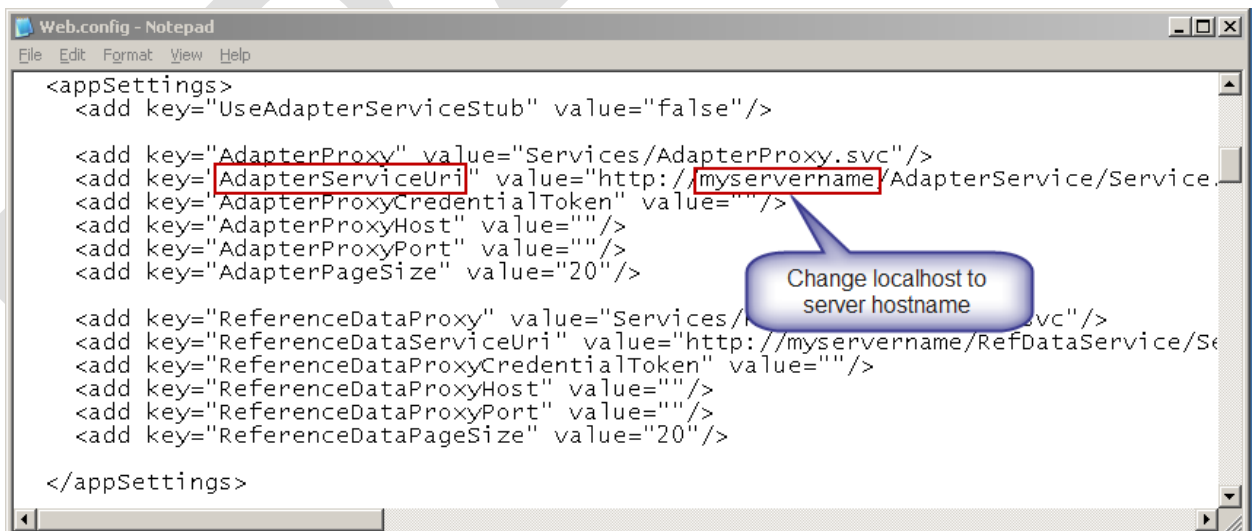 Web.config - Notepad
File Edit Format View Help
<appSettings>
<add key="UseAdapterServiceStub" value="false"/>
<add key="AdapterProxy" value="Services/AdapterProxy.svc"/>
<add key="AdapterServiceUri" value="http://myservername/AdapterService/Service.
<add key="AdapterProxyCredentialToken" value=""/>
<add key="AdapterProxyHost" value=""/>
<add key="AdapterProxyPort" value=""/>
<add key="AdapterPageSize" value="20"/>
Change localhost to
server hostname
<add key="ReferenceDataProxy" value="Services/ svc"/>
<add key="ReferenceDataServiceUri" value="http://myservername/RefDataService/Se
<add key="ReferenceDataProxyCredentialToken" value=""/>
<add key="ReferenceDataProxyHost" value=""/>
<add key="ReferenceDataProxyPort" value=""/>
<add key="ReferenceDataPageSize" value="20"/>
</appSettings>